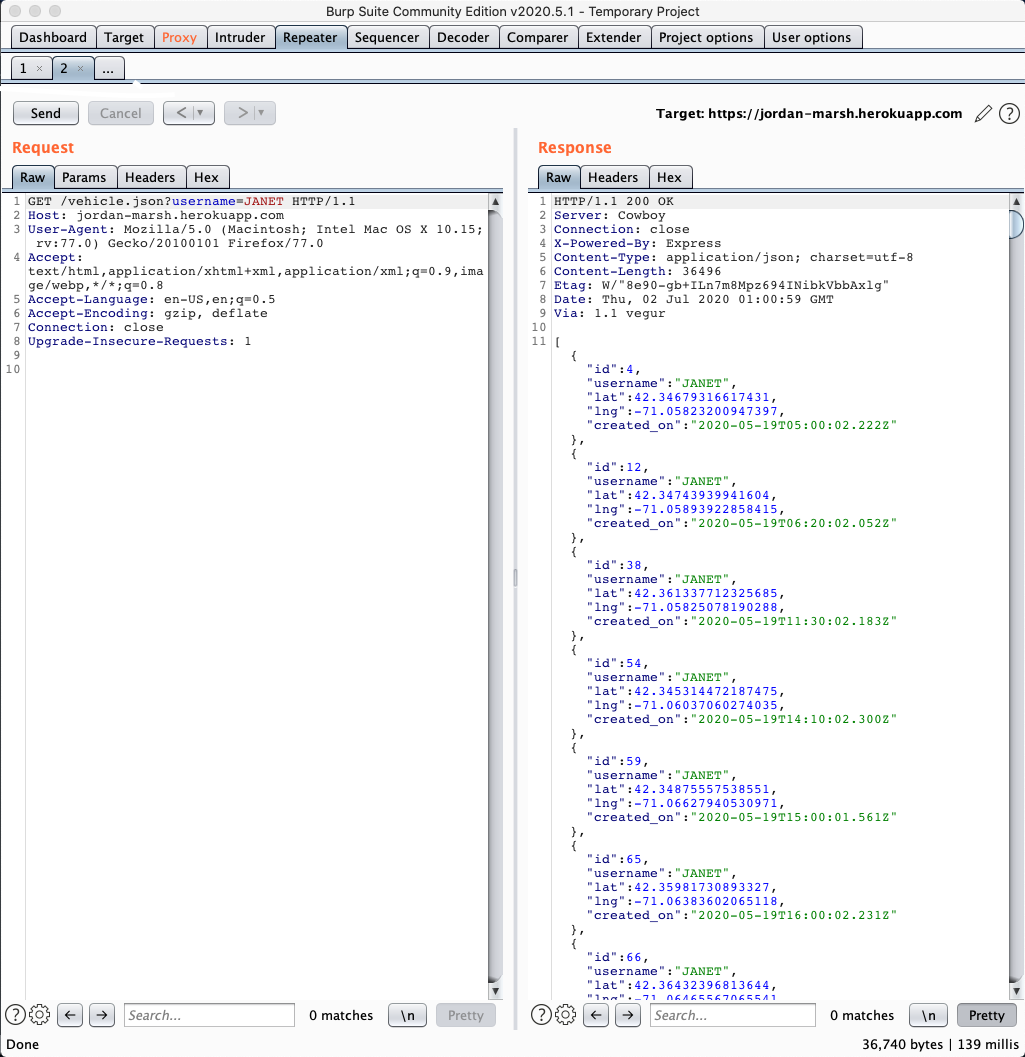 Burp Suite Community Edition v2020.5.1 - Temporary Project
Dashboard Target Proxy Intruder Repeater Sequencer Decoder Comparer Extender Project options User options
1 × 2 × ...
Send Cancel < | ▼ > | ▼ Target: https://jordan-marsh.herokuapp.com ?
Request
Raw Params Headers Hex
1 GET /vehicle.json?username=JANET HTTP/1.1
2 Host: jordan-marsh.herokuapp.com
3 User-Agent: Mozilla/5.0 (Macintosh; Intel Mac OS X 10.15;
rv:77.0) Gecko/20100101 Firefox/77.0
4 Accept:
text/html,application/xhtml+xml,application/xml;q=0.9,ima
ge/webp,*/*;q=0.8
5 Accept-Language: en-US,en;q=0.5
6 Accept-Encoding: gzip, deflate
7 Connection: close
8 Upgrade-Insecure-Requests: 1
9
10
? ← → Search... 0 matches \n Pretty
Response
Raw Headers Hex
1 HTTP/1.1 200 OK
2 Server: Cowboy
3 Connection: close
4 X-Powered-By: Express
5 Content-Type: application/json; charset=utf-8
6 Content-Length: 36496
7 Etag: W/"8e90-gb+ILn7m8Mpz694INibkVbbAxlg"
8 Date: Thu, 02 Jul 2020 01:00:59 GMT
9 Via: 1.1 vegur
10
11 [
{
"id":4,
"username":"JANET",
"lat":42.34679316617431,
"lng":-71.05823200947397,
"created_on":"2020-05-19T05:00:02.222Z"
},
{
"id":12,
"username":"JANET",
"lat":42.34743939941604,
"lng":-71.05893922858415,
"created_on":"2020-05-19T06:20:02.052Z"
},
{
"id":38,
"username":"JANET",
"lat":42.361337712325685,
"lng":-71.05825078190288,
"created_on":"2020-05-19T11:30:02.183Z"
},
{
"id":54,
"username":"JANET",
"lat":42.345314472187475,
"lng":-71.06037060274035,
"created_on":"2020-05-19T14:10:02.300Z"
},
{
"id":59,
"username":"JANET",
"lat":42.34875557538551,
"lng":-71.06627940530971,
"created_on":"2020-05-19T15:00:01.561Z"
},
{
"id":65,
"username":"JANET",
"lat":42.35981730893327,
"lng":-71.06383602065118,
"created_on":"2020-05-19T16:00:02.231Z"
},
{
"id":66,
"username":"JANET",
"lat":42.36432396813644,
"lng":-71.06465567065541
? ← → Search... 0 matches \n Pretty
Done 36,740 bytes | 139 millis